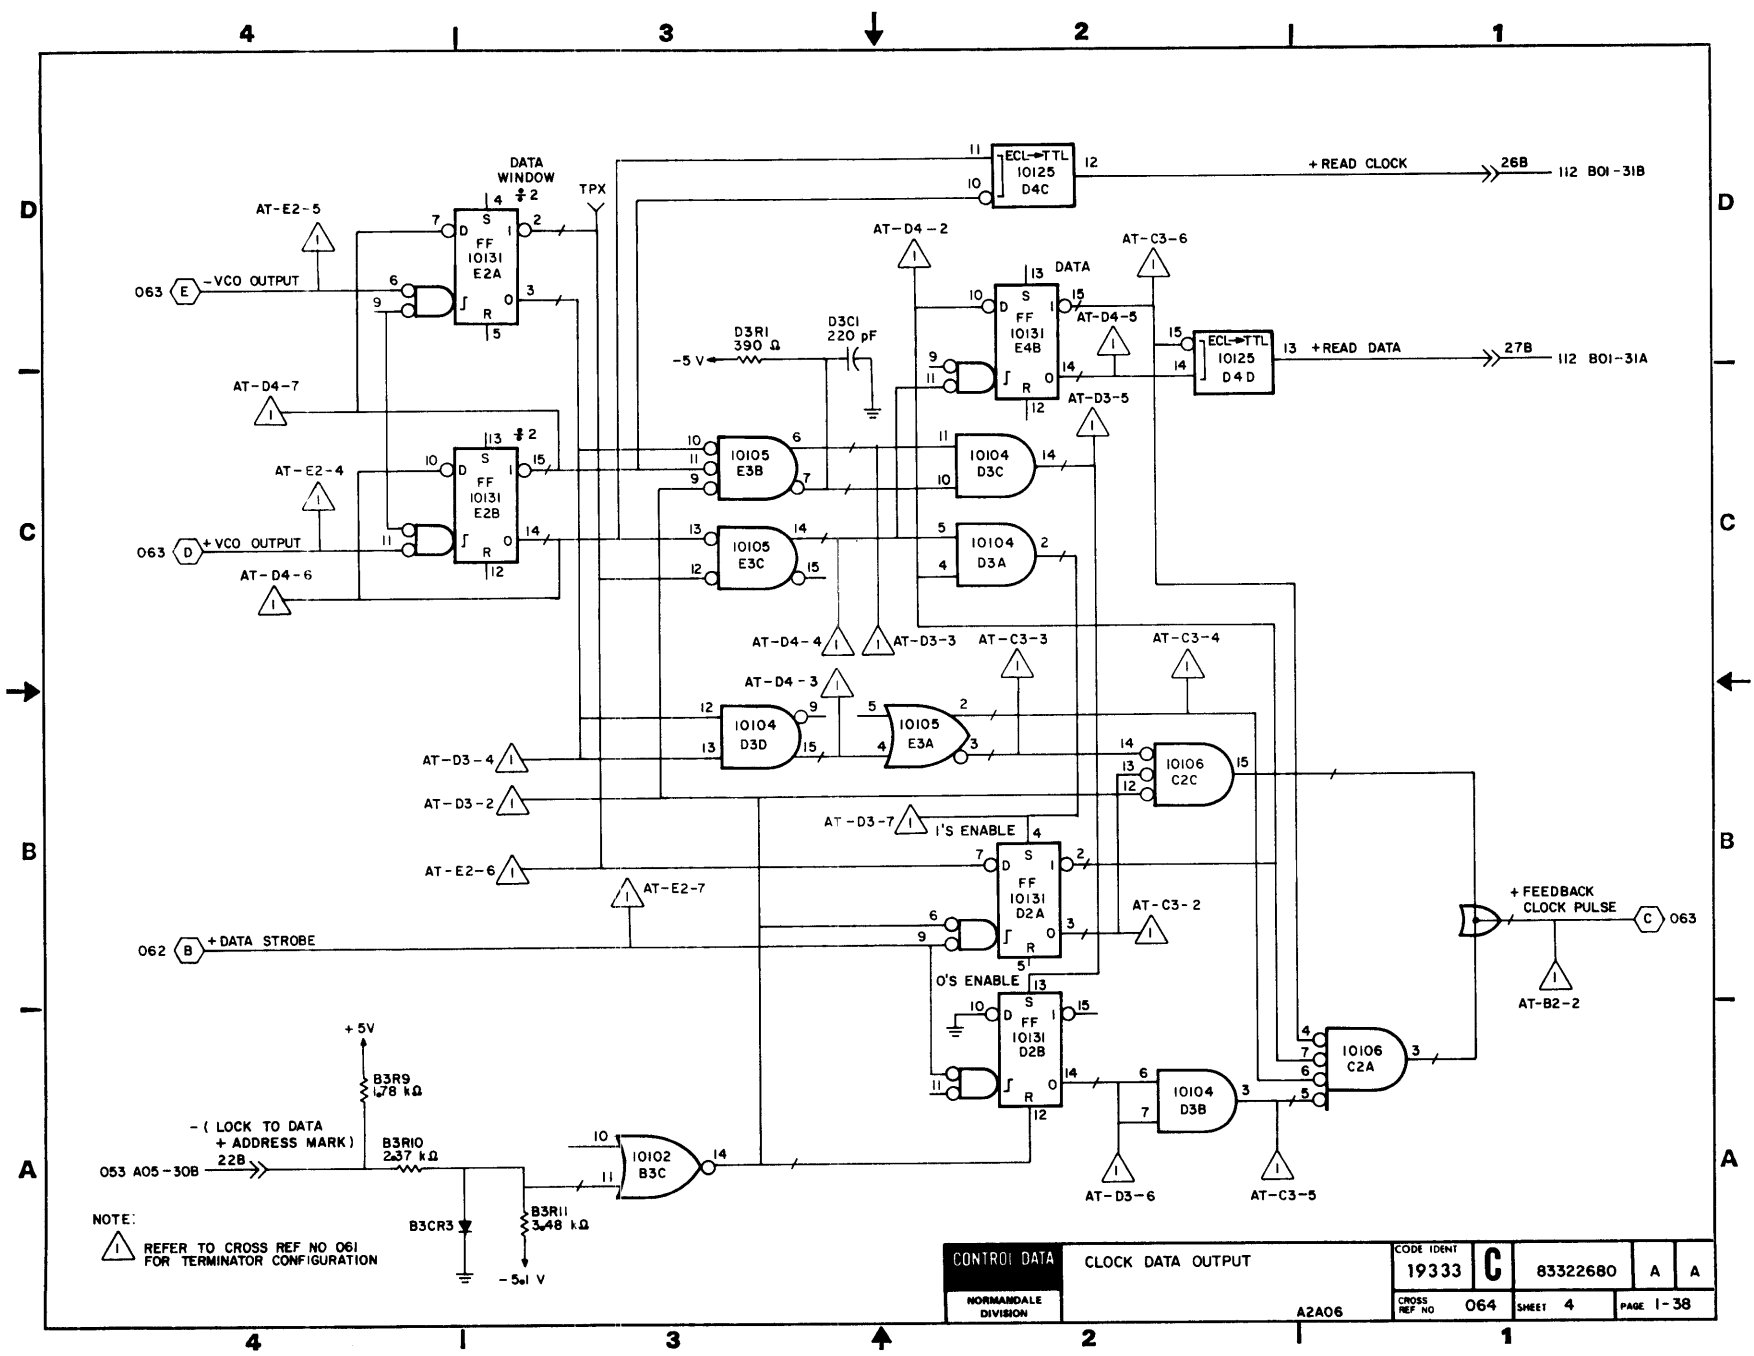 4 3 2 1
D
C
B
A
D
C
B
A
DATA
WINDOW
÷2
TPX
AT-E2-5
063 E -VCO OUTPUT
6
9
7
4
S
D 1
FF
10131
E2A
0
R
5
2
3
11
10
ECL→TTL
10125
D4C
12
+READ CLOCK
26B
112 B01-31B
AT-D4-2
AT-C3-6
13 DATA
10
S
D 1
FF
10131
E4B
0
R
12
15
14
9
11
AT-D4-5
15
14
ECL→TTL
10125
D4D
13 +READ DATA
27B
112 B01-31A
AT-D3-5
D3R1
390 Ω
-5 V
D3C1
220 pF
AT-D4-7
AT-E2-4
13 ÷2
10
S
D 1
FF
10131
E2B
0
R
12
15
14
063 D +VCO OUTPUT
11
AT-D4-6
10
11
9
10105
E3B
6
7
11
10
10104
D3C
14
13
12
10105
E3C
14
15
5
4
10104
D3A
2
AT-D4-4
AT-D3-3
AT-C3-3
AT-C3-4
AT-D4-3
12
13
10104
D3D
9
15
5
4
10105
E3A
2
3
14
13
12
10106
C2C
15
AT-D3-4
AT-D3-2
AT-D3-7
1'S ENABLE
4
AT-E2-6
AT-E2-7
7
S
D 1
FF
10131
D2A
0
R
5
2
3
6
9
AT-C3-2
062 B +DATA STROBE
+FEEDBACK
CLOCK PULSE
C 063
AT-B2-2
0'S ENABLE
13
10
S
D 1
FF
10131
D2B
0
R
12
15
14
11
6
7
10104
D3B
3
4
7
6
5
10106
C2A
3
AT-D3-6
AT-C3-5
+5V
B3R9
1.78 kΩ
-(LOCK TO DATA
+ ADDRESS MARK)
22B
053 A05-30B
B3R10
2.37 kΩ
10
11
10102
B3C
14
B3CR3
B3R11
3.48 kΩ
-5.1 V
NOTE:
1 REFER TO CROSS REF NO 061
FOR TERMINATOR CONFIGURATION
CONTROL DATA
NORMANDALE
DIVISION
CLOCK DATA OUTPUT
A2A06
CODE IDENT
19333
C
83322680
A
A
CROSS
REF NO 064
SHEET 4
PAGE 1-38
4 3 2 1